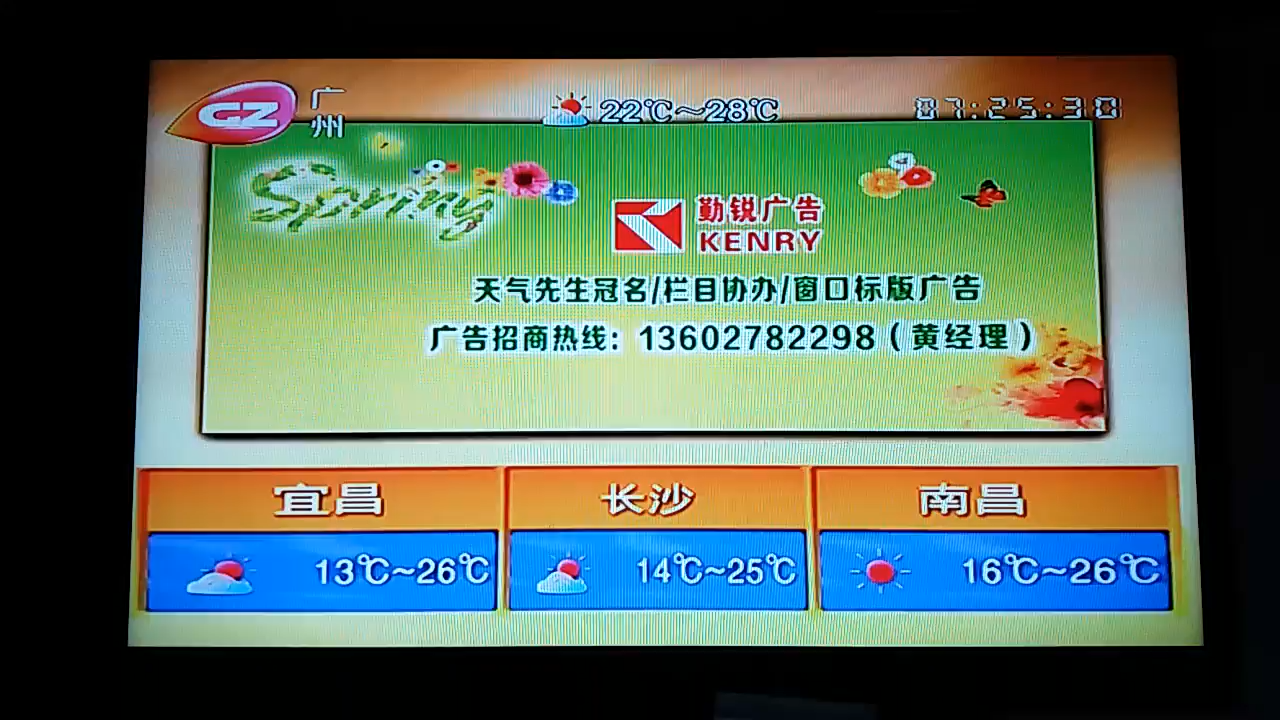 GZ 广州
22℃~28℃
07:25:30
Spring
勤锐广告
KENRY
天气先生冠名/栏目协办/窗口标版广告
广告招商热线：13602782298（黄经理）
宜昌 长沙 南昌
13℃~26℃ 14℃~25℃ 16℃~26℃